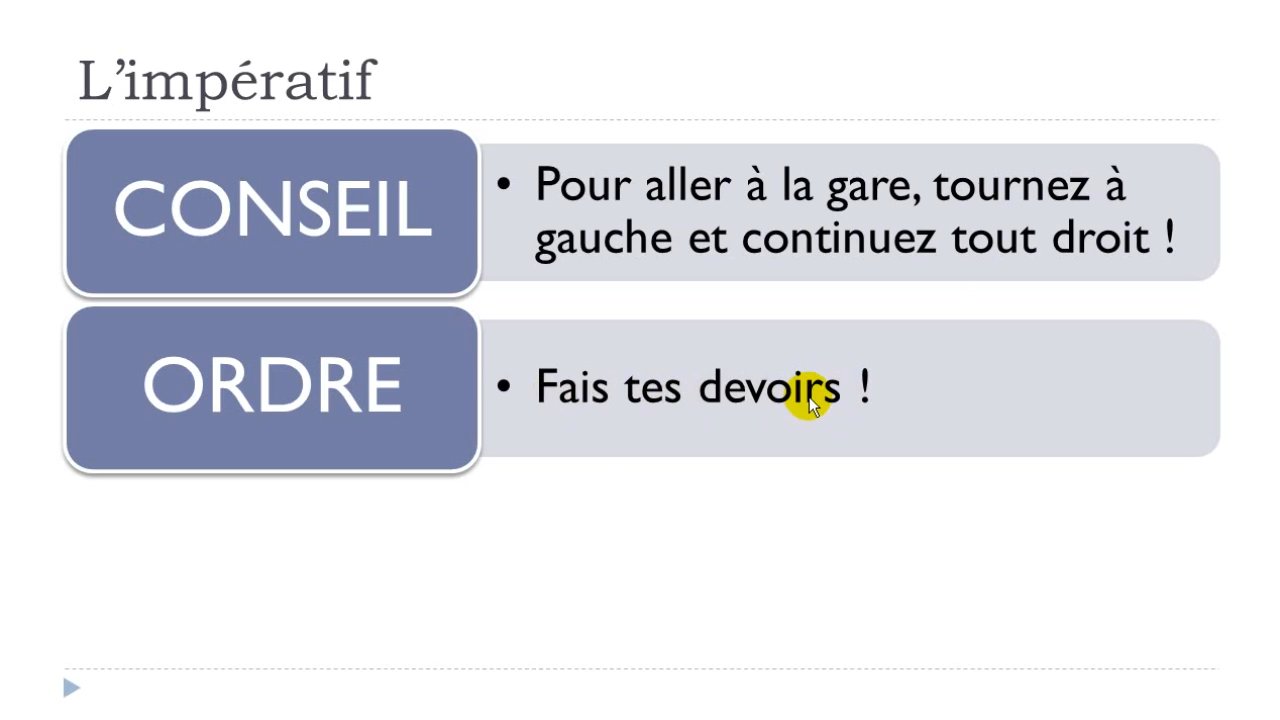 L’impératif
CONSEIL
• Pour aller à la gare, tournez à
gauche et continuez tout droit !
ORDRE
• Fais tes devoirs !